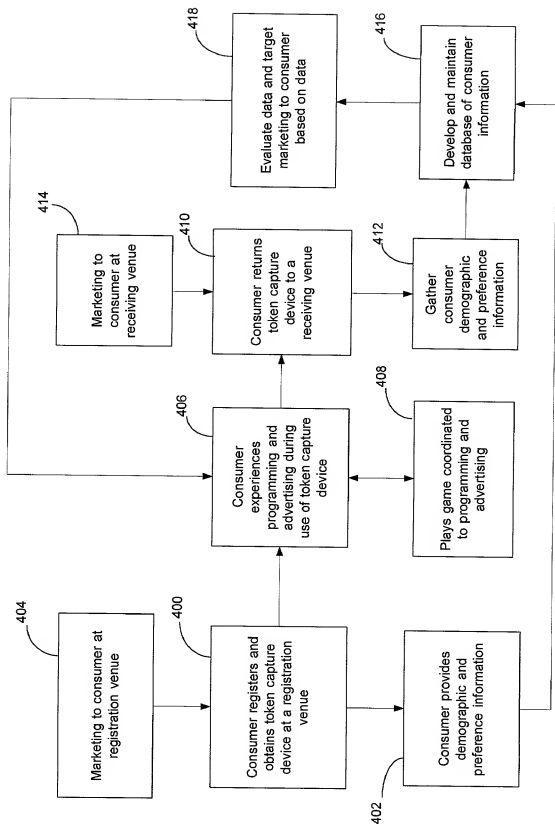 404
Marketing to consumer at
registration venue
400
Consumer registers and
obtains token capture
device at a registration
venue
402
Consumer provides
demographic and
preference information
406
Consumer
experiences
programming and
advertising during
use of token capture
device
408
Plays game coordinated
to programming and
advertising
414
Marketing to
consumer at
receiving venue
410
Consumer returns
token capture
device to a
receiving venue
412
Gather
consumer
demographic
and preference
information
418
Evaluate data and target
marketing to consumer
based on data
416
Develop and maintain
database of consumer
information